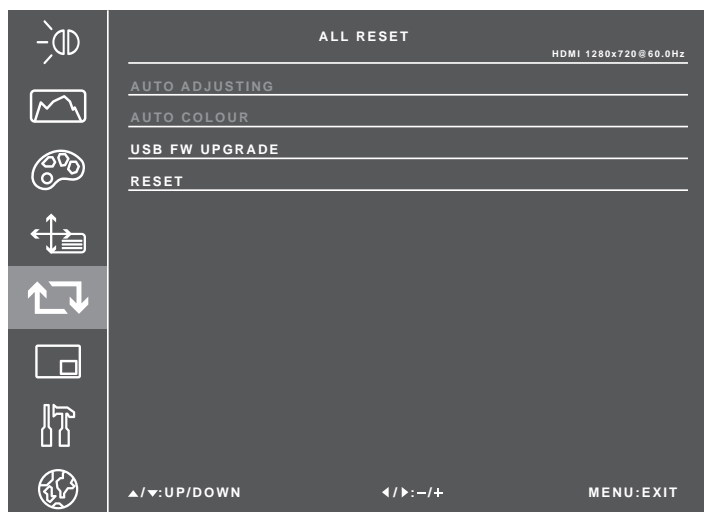 ALL RESET
HDMI 1280x720@60.0Hz
AUTO ADJUSTING
AUTO COLOUR
USB FW UPGRADE
RESET
▲/▼:UP/DOWN ◀/▶:−/+ MENU:EXIT